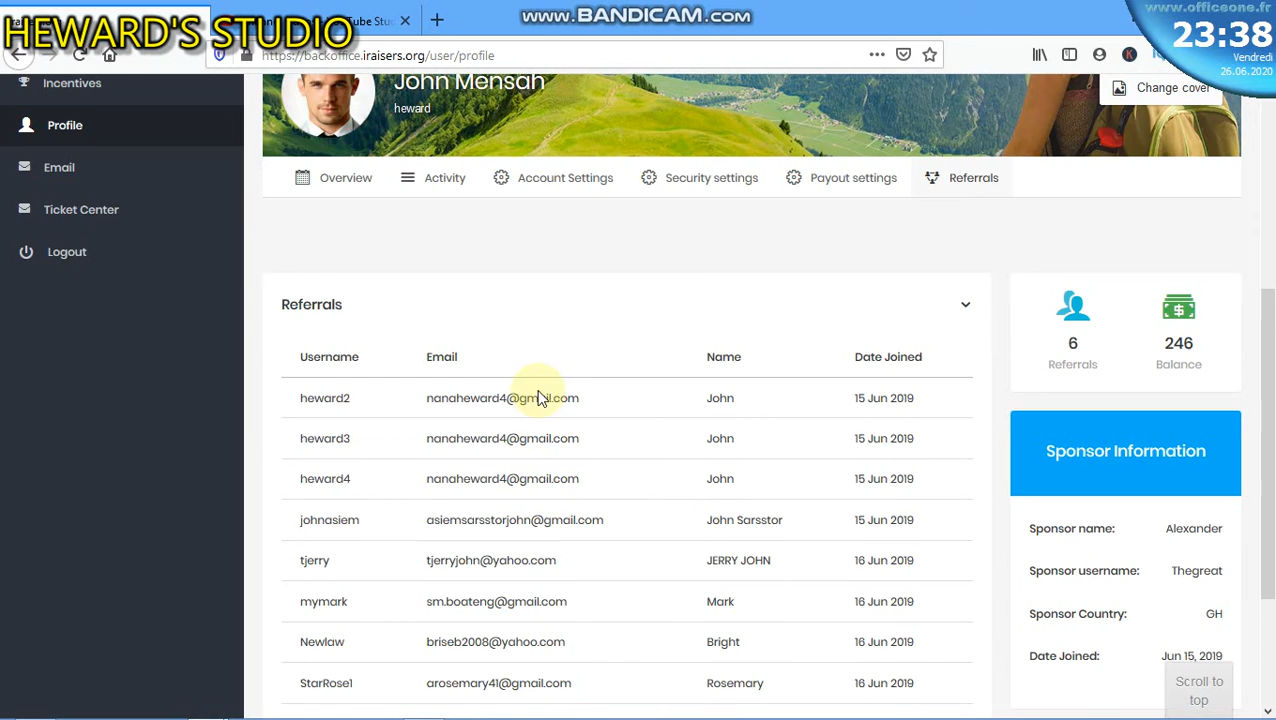 www.BANDICAM.com
www.officeone.fr
23:38
Vendredi
26.06.2020
HEWARD'S STUDIO
https://backoffice.iraisers.org/user/profile
Incentives
Profile
Email
Ticket Center
Logout
John Mensah
heward
Change cover
Overview
Activity
Account Settings
Security settings
Payout settings
Referrals
Referrals
Username Email Name Date Joined
heward2 nanaheward4@gmail.com John 15 Jun 2019
heward3 nanaheward4@gmail.com John 15 Jun 2019
heward4 nanaheward4@gmail.com John 15 Jun 2019
johnasiem asiemsarsstorjohn@gmail.com John Sarsstor 15 Jun 2019
tjerry tjerryjohn@yahoo.com JERRY JOHN 16 Jun 2019
mymark sm.boateng@gmail.com Mark 16 Jun 2019
Newlaw briseb2008@yahoo.com Bright 16 Jun 2019
StarRose1 arosemary41@gmail.com Rosemary 16 Jun 2019
6 246
Referrals Balance
Sponsor Information
Sponsor name: Alexander
Sponsor username: Thegreat
Sponsor Country: GH
Date Joined: Jun 15, 2019
Scroll to
top